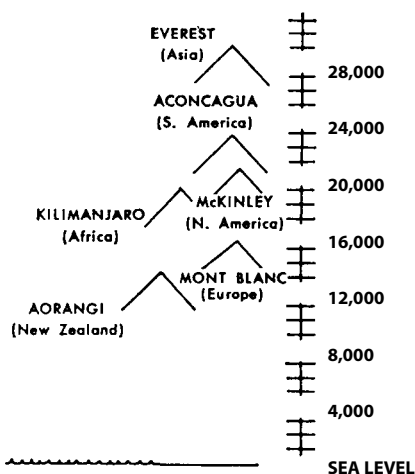 EVEREST
(Asia)
28,000
ACONCAGUA
(S. America)
24,000
20,000
McKINLEY
(N. America)
KILIMANJARO
(Africa)
16,000
MONT BLANC
(Europe)
12,000
AORANGI
(New Zealand)
8,000
4,000
SEA LEVEL